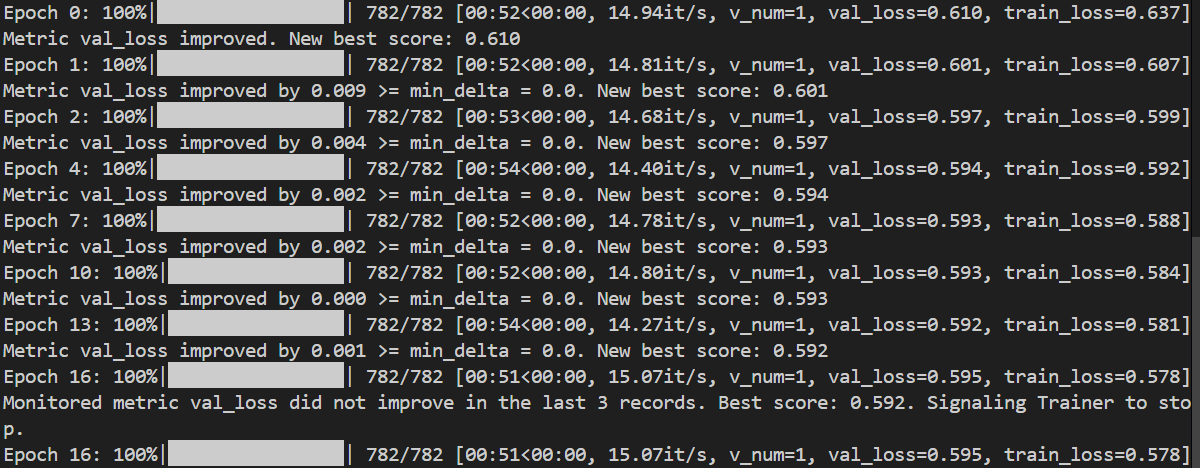 Epoch 0: 100%|          | 782/782 [00:52<00:00, 14.94it/s, v_num=1, val_loss=0.610, train_loss=0.637]
Metric val_loss improved. New best score: 0.610
Epoch 1: 100%|          | 782/782 [00:52<00:00, 14.81it/s, v_num=1, val_loss=0.601, train_loss=0.607]
Metric val_loss improved by 0.009 >= min_delta = 0.0. New best score: 0.601
Epoch 2: 100%|          | 782/782 [00:53<00:00, 14.68it/s, v_num=1, val_loss=0.597, train_loss=0.599]
Metric val_loss improved by 0.004 >= min_delta = 0.0. New best score: 0.597
Epoch 4: 100%|          | 782/782 [00:54<00:00, 14.40it/s, v_num=1, val_loss=0.594, train_loss=0.592]
Metric val_loss improved by 0.002 >= min_delta = 0.0. New best score: 0.594
Epoch 7: 100%|          | 782/782 [00:52<00:00, 14.78it/s, v_num=1, val_loss=0.593, train_loss=0.588]
Metric val_loss improved by 0.002 >= min_delta = 0.0. New best score: 0.593
Epoch 10: 100%|          | 782/782 [00:52<00:00, 14.80it/s, v_num=1, val_loss=0.593, train_loss=0.584]
Metric val_loss improved by 0.000 >= min_delta = 0.0. New best score: 0.593
Epoch 13: 100%|          | 782/782 [00:54<00:00, 14.27it/s, v_num=1, val_loss=0.592, train_loss=0.581]
Metric val_loss improved by 0.001 >= min_delta = 0.0. New best score: 0.592
Epoch 16: 100%|          | 782/782 [00:51<00:00, 15.07it/s, v_num=1, val_loss=0.595, train_loss=0.578]
Monitored metric val_loss did not improve in the last 3 records. Best score: 0.592. Signaling Trainer to sto
p.
Epoch 16: 100%|          | 782/782 [00:51<00:00, 15.07it/s, v_num=1, val_loss=0.595, train_loss=0.578]